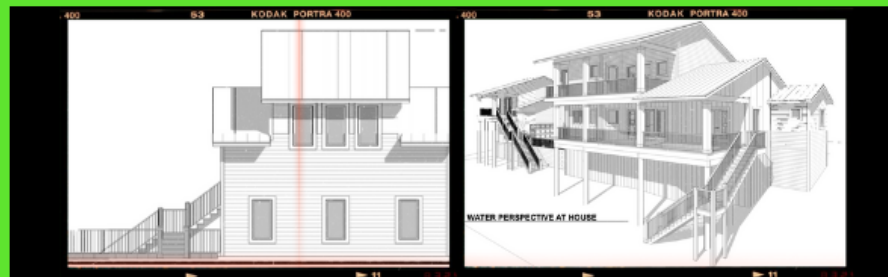 400 53 KODAK PORTRA 400
400 53 KODAK PORTRA 400
WATER PERSPECTIVE AT HOUSE
11
11